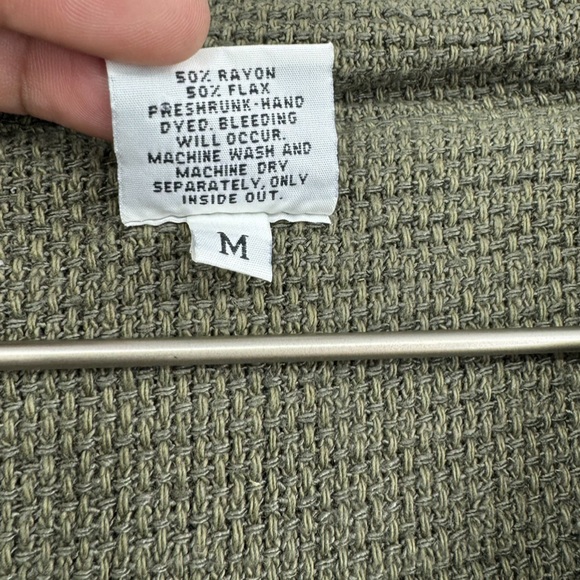 50% RAYON
50% FLAX
PRESHRUNK-HAND
DYED. BLEEDING
WILL OCCUR.
MACHINE WASH AND
MACHINE DRY
SEPARATELY, ONLY
INSIDE OUT.
M